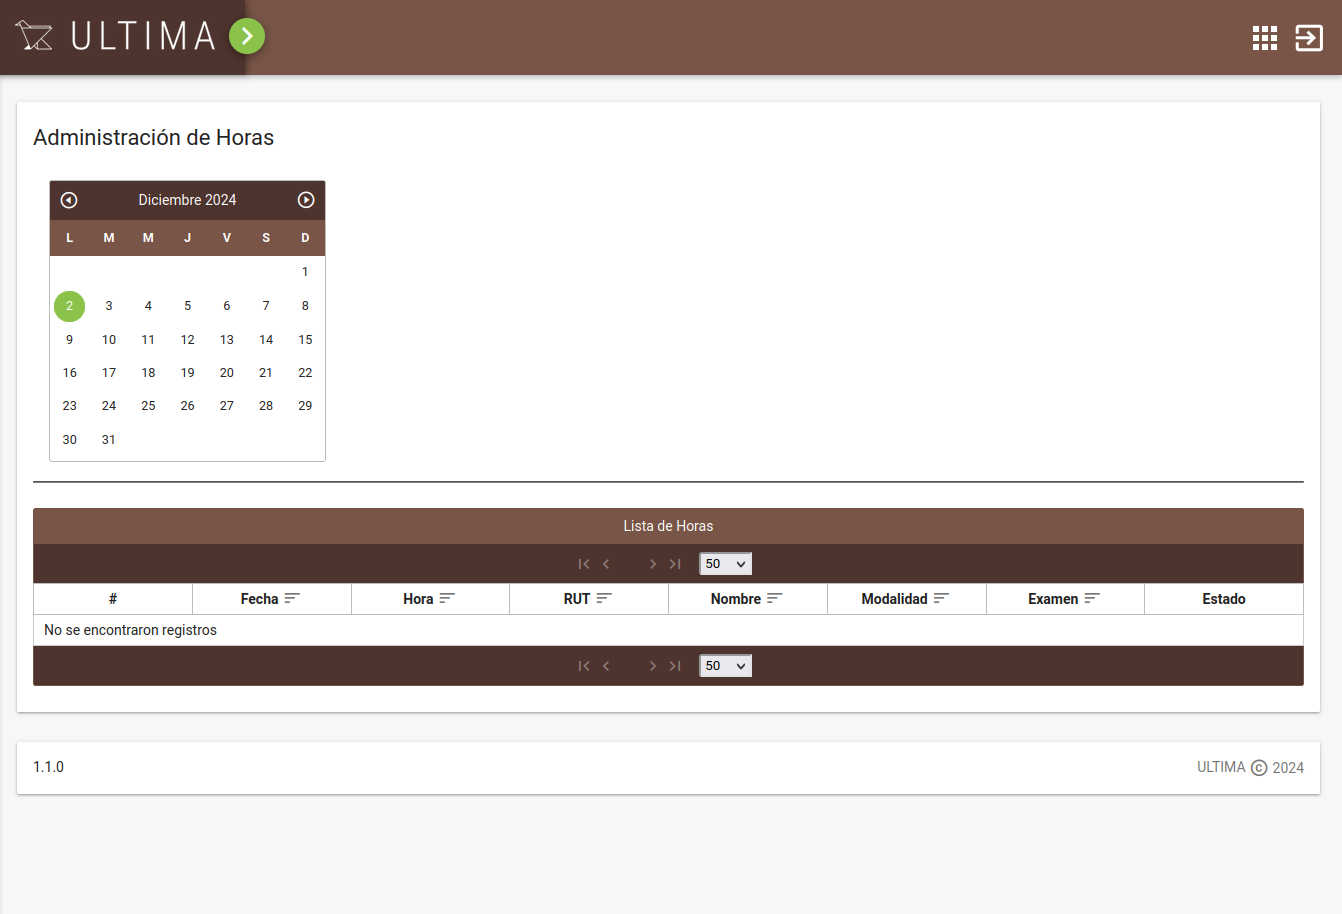 ULTIMA
Administración de Horas
Diciembre 2024
L M M J V S D
1
2 3 4 5 6 7 8
9 10 11 12 13 14 15
16 17 18 19 20 21 22
23 24 25 26 27 28 29
30 31
Lista de Horas
50
# Fecha Hora RUT Nombre Modalidad Examen Estado
No se encontraron registros
50
1.1.0 ULTIMA © 2024